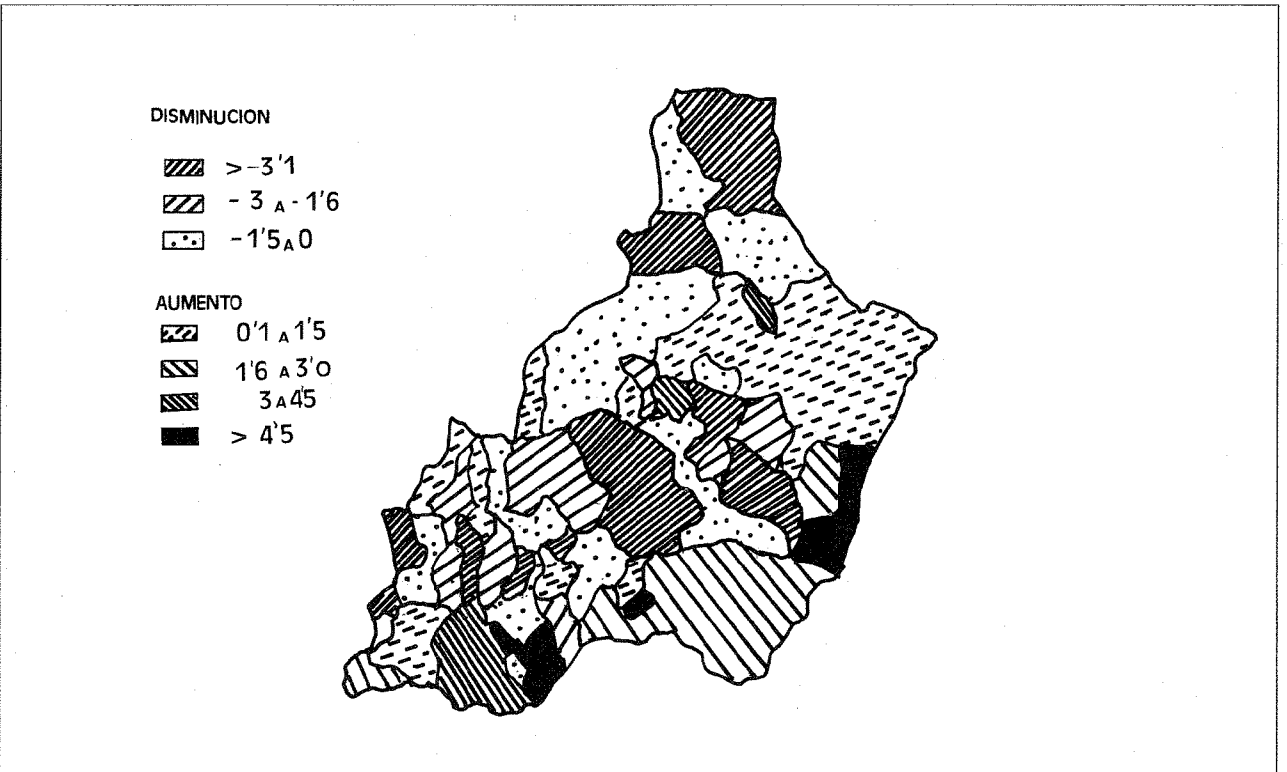 DISMINUCION
> -3'1
- 3 A - 1'6
- 1'5 A 0
AUMENTO
0'1 A 1'5
1'6 A 3'0
3 A 4'5
> 4'5